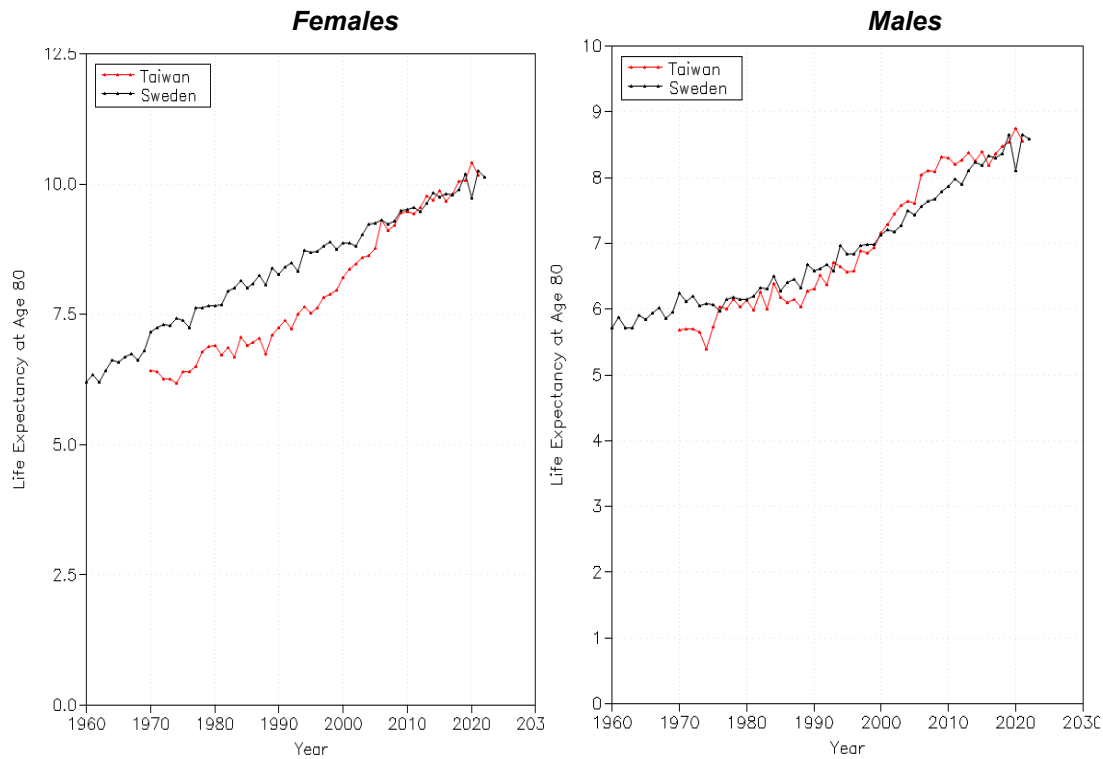 Females
12.5
10.0
7.5
5.0
2.5
0.0
Life Expectancy at Age 80
Taiwan
Sweden
1960 1970 1980 1990 2000 2010 2020 203
Year
Males
10
9
8
7
6
5
4
3
2
1
0
Life Expectancy at Age 80
Taiwan
Sweden
1960 1970 1980 1990 2000 2010 2020 2030
Year